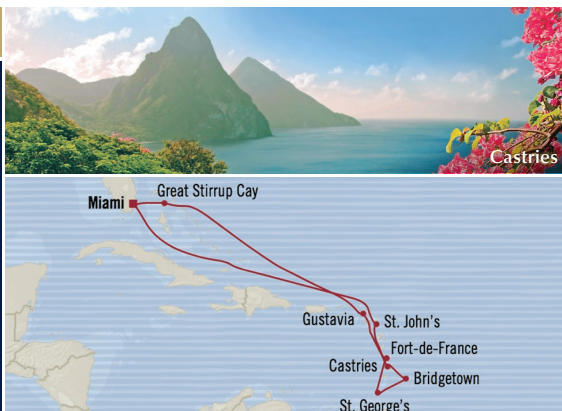 Castries
Great Stirrup Cay
Miami
Gustavia
St. John's
Fort-de-France
Castries
Bridgetown
St. George's